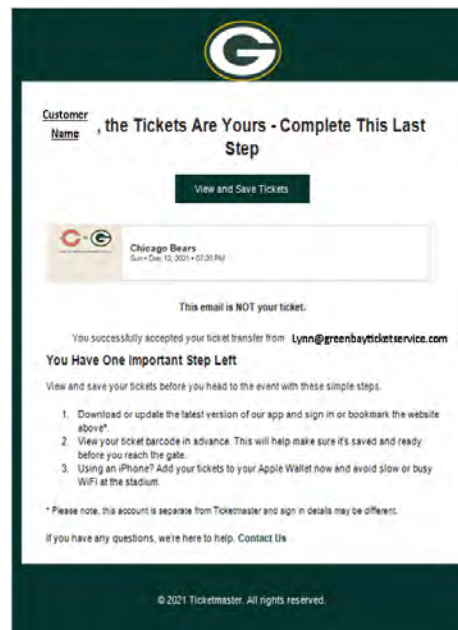 G
Customer
Name , the Tickets Are Yours - Complete This Last
Step
View and Save Tickets
Chicago Bears
Sun • Dec 12, 2021 • 07:20 PM
This email is NOT your ticket.
You successfully accepted your ticket transfer from Lynn@greenbayticketservice.com
You Have One Important Step Left
View and save your tickets before you head to the event with these simple steps.
1. Download or update the latest version of our app and sign in or bookmark the website
above*.
2. View your ticket barcode in advance. This will help make sure it's saved and ready
before you reach the gate.
3. Using an iPhone? Add your tickets to your Apple Wallet now and avoid slow or busy
WiFi at the stadium.
* Please note, this account is separate from Ticketmaster and sign in details may be different.
If you have any questions, we're here to help. Contact Us
© 2021 Ticketmaster. All rights reserved.